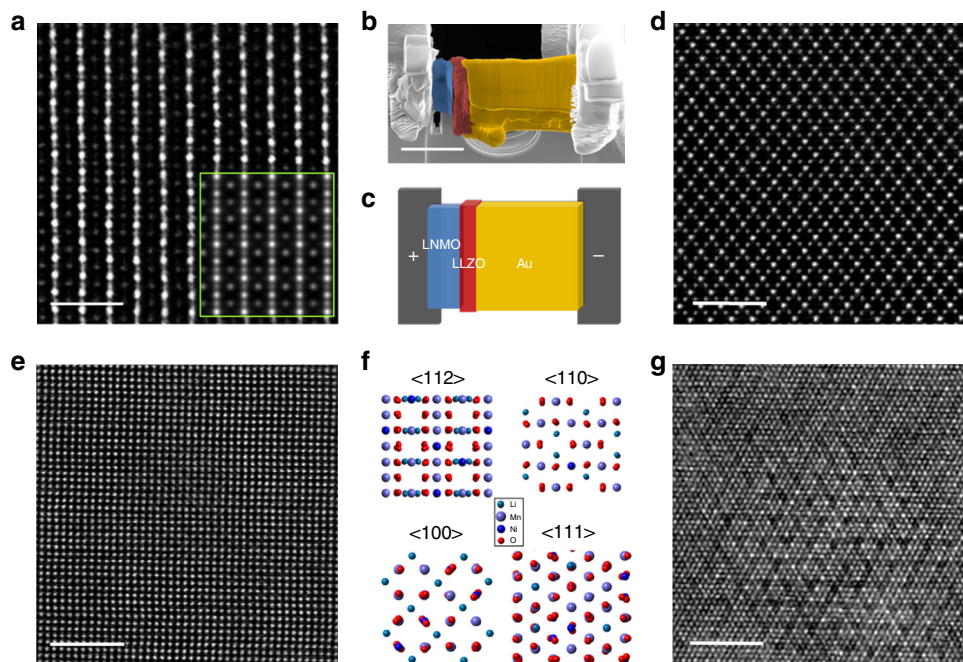 a
b
d
c
LNMO
+
LLZO
Au
−
e
f
g
<112>
<110>
Li
Mn
Ni
O
<100>
<111>